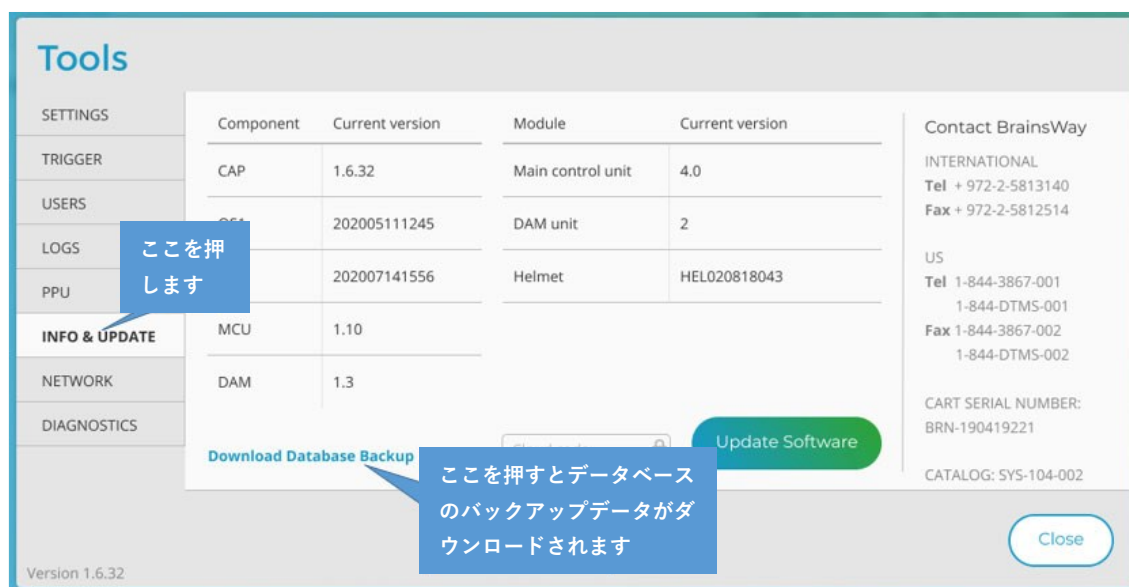 Tools
SETTINGS
TRIGGER
USERS
LOGS
PPU
INFO & UPDATE
NETWORK
DIAGNOSTICS
Component Current version
CAP 1.6.32
202005111245
202007141556
MCU 1.10
DAM 1.3
Module Current version
Main control unit 4.0
DAM unit 2
Helmet HEL020818043
ここを押
します
Download Database Backup
Update Software
ここを押すとデータベース
のバックアップデータがダ
ウンロードされます
Contact BrainsWay
INTERNATIONAL
Tel + 972-2-5813140
Fax + 972-2-5812514
US
Tel 1-844-3867-001
1-844-DTMS-001
Fax 1-844-3867-002
1-844-DTMS-002
CART SERIAL NUMBER:
BRN-190419221
CATALOG: SYS-104-002
Close
Version 1.6.32